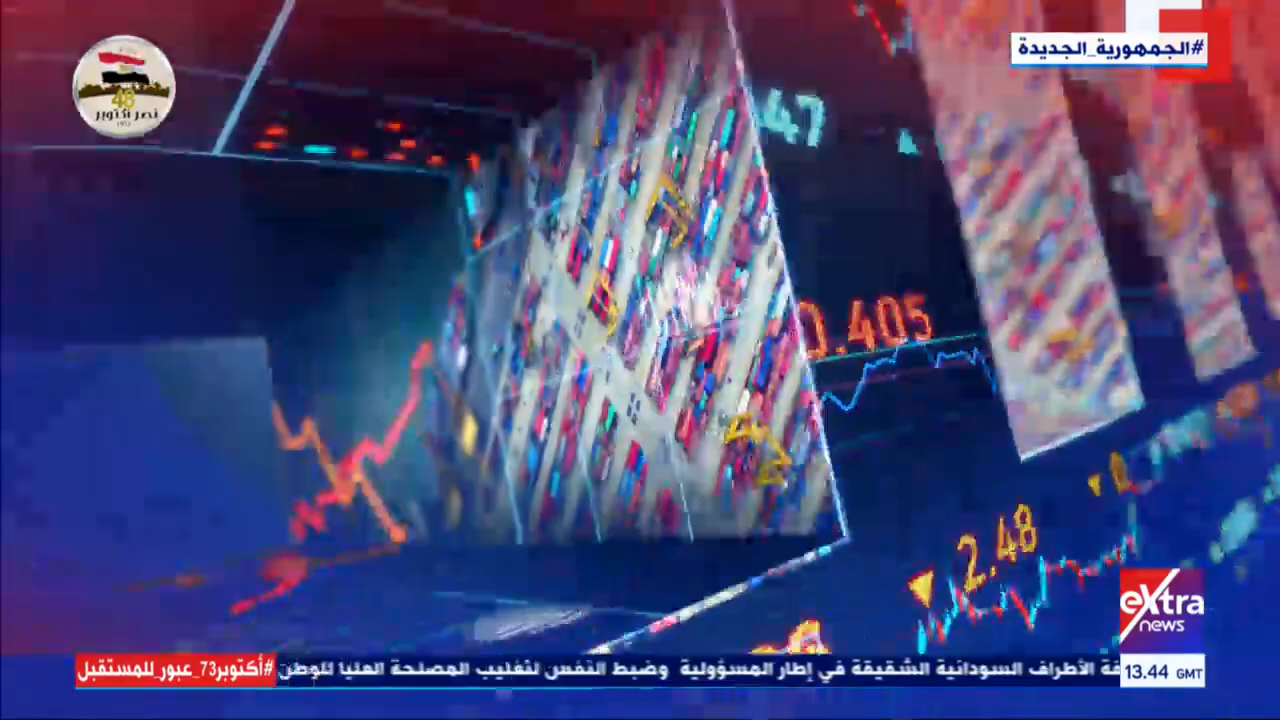 #الجمهورية_الجديدة
48
نصر أكتوبر
.47
0.405
2.48
eXtra
news
13.44 GMT
الأطراف السودانية الشقيقة في إطار المسؤولية وضبط النفس لتغليب المصلحة العليا للوطن
#أكتوبر73_عبور_للمستقبل